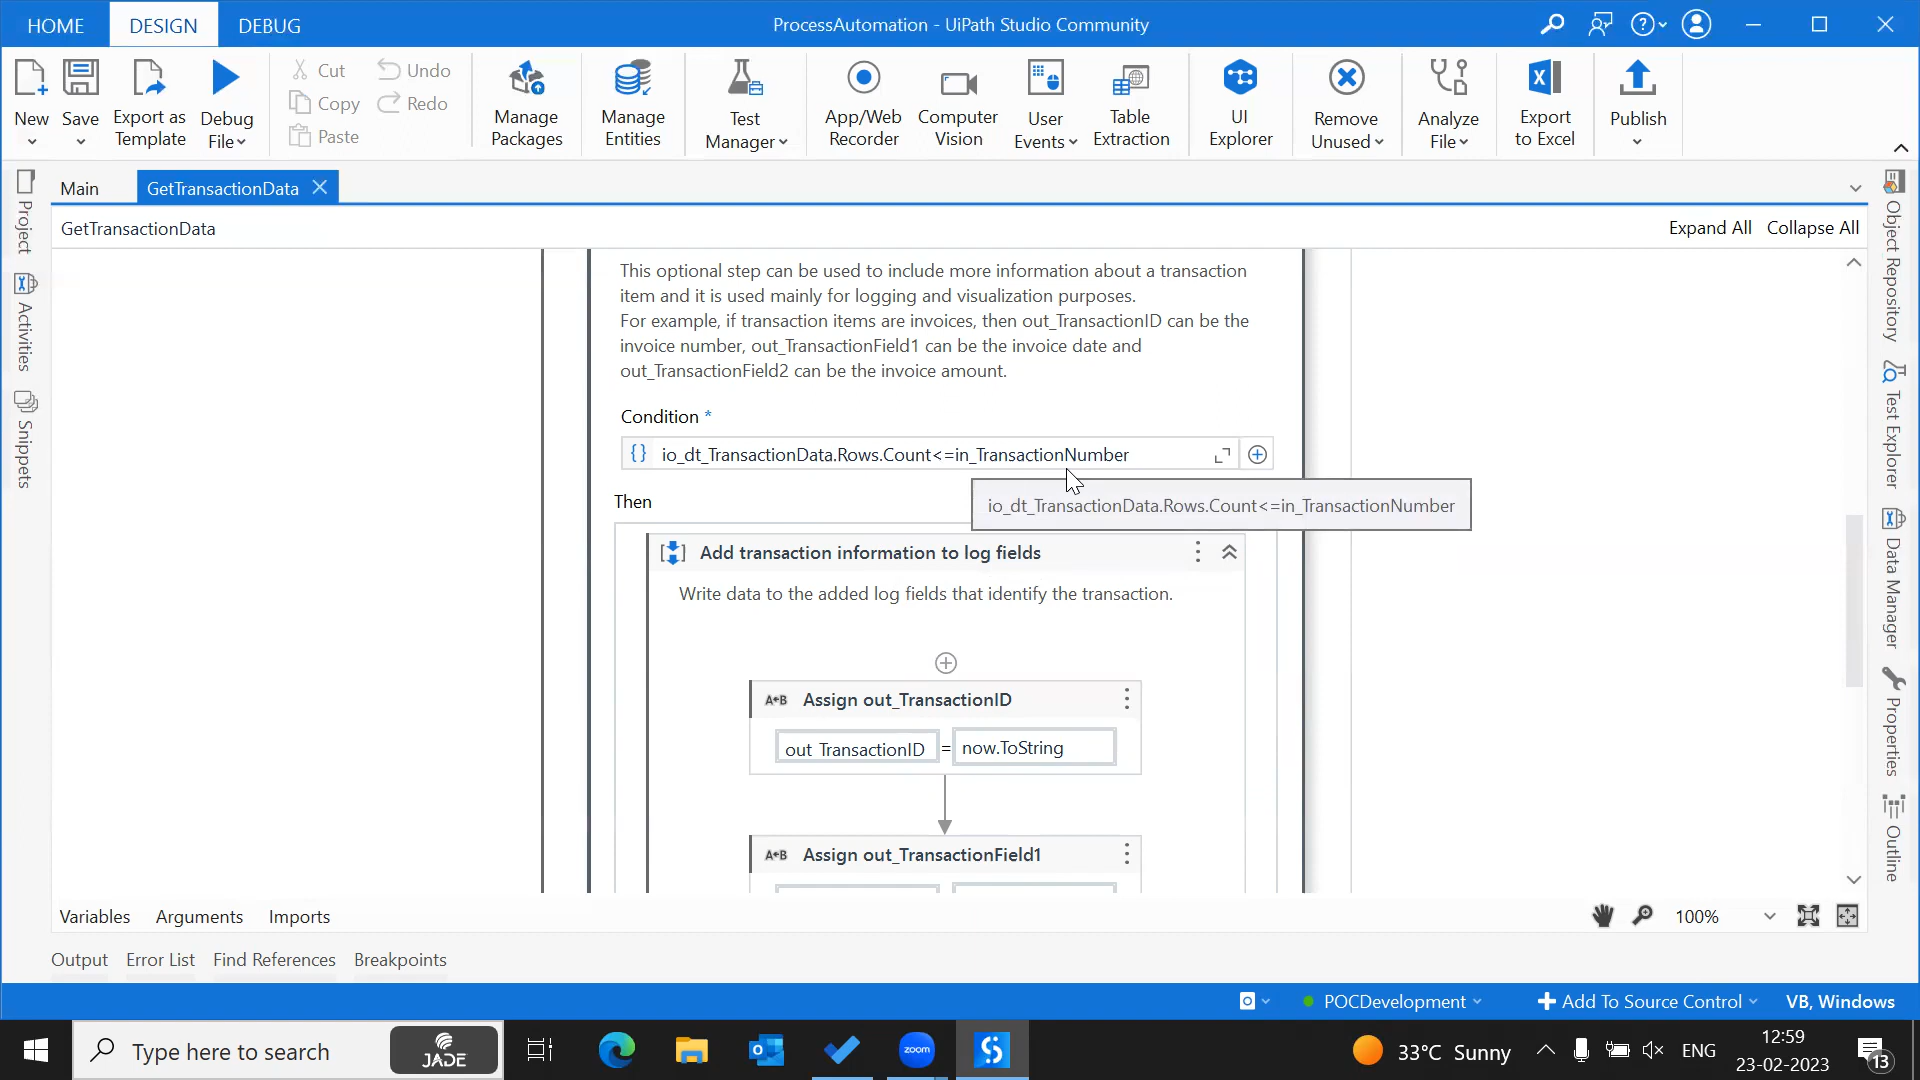 HOME
DESIGN
DEBUG
ProcessAutomation - UiPath Studio Community
New
Save
Export as
Template
Debug
File
Cut
Copy
Paste
Undo
Redo
Manage
Packages
Manage
Entities
Test
Manager
App/Web
Recorder
Computer
Vision
User
Events
Table
Extraction
UI
Explorer
Remove
Unused
Analyze
File
Export
to Excel
Publish
Main
GetTransactionData
GetTransactionData
Expand All
Collapse All
Project
Activities
Snippets
This optional step can be used to include more information about a transaction
item and it is used mainly for logging and visualization purposes.
For example, if transaction items are invoices, then out_TransactionID can be the
invoice number, out_TransactionField1 can be the invoice date and
out_TransactionField2 can be the invoice amount.
Condition *
io_dt_TransactionData.Rows.Count<=in_TransactionNumber
io_dt_TransactionData.Rows.Count<=in_TransactionNumber
Then
Add transaction information to log fields
Write data to the added log fields that identify the transaction.
A←B Assign out_TransactionID
out_TransactionID = now.ToString
A←B Assign out_TransactionField1
Object Repository
Test Explorer
Data Manager
Properties
Outline
Variables
Arguments
Imports
100%
Output
Error List
Find References
Breakpoints
POCDevelopment
Add To Source Control
VB, Windows
Type here to search
JADE
zoom
33°C Sunny
ENG
12:59
23-02-2023
13